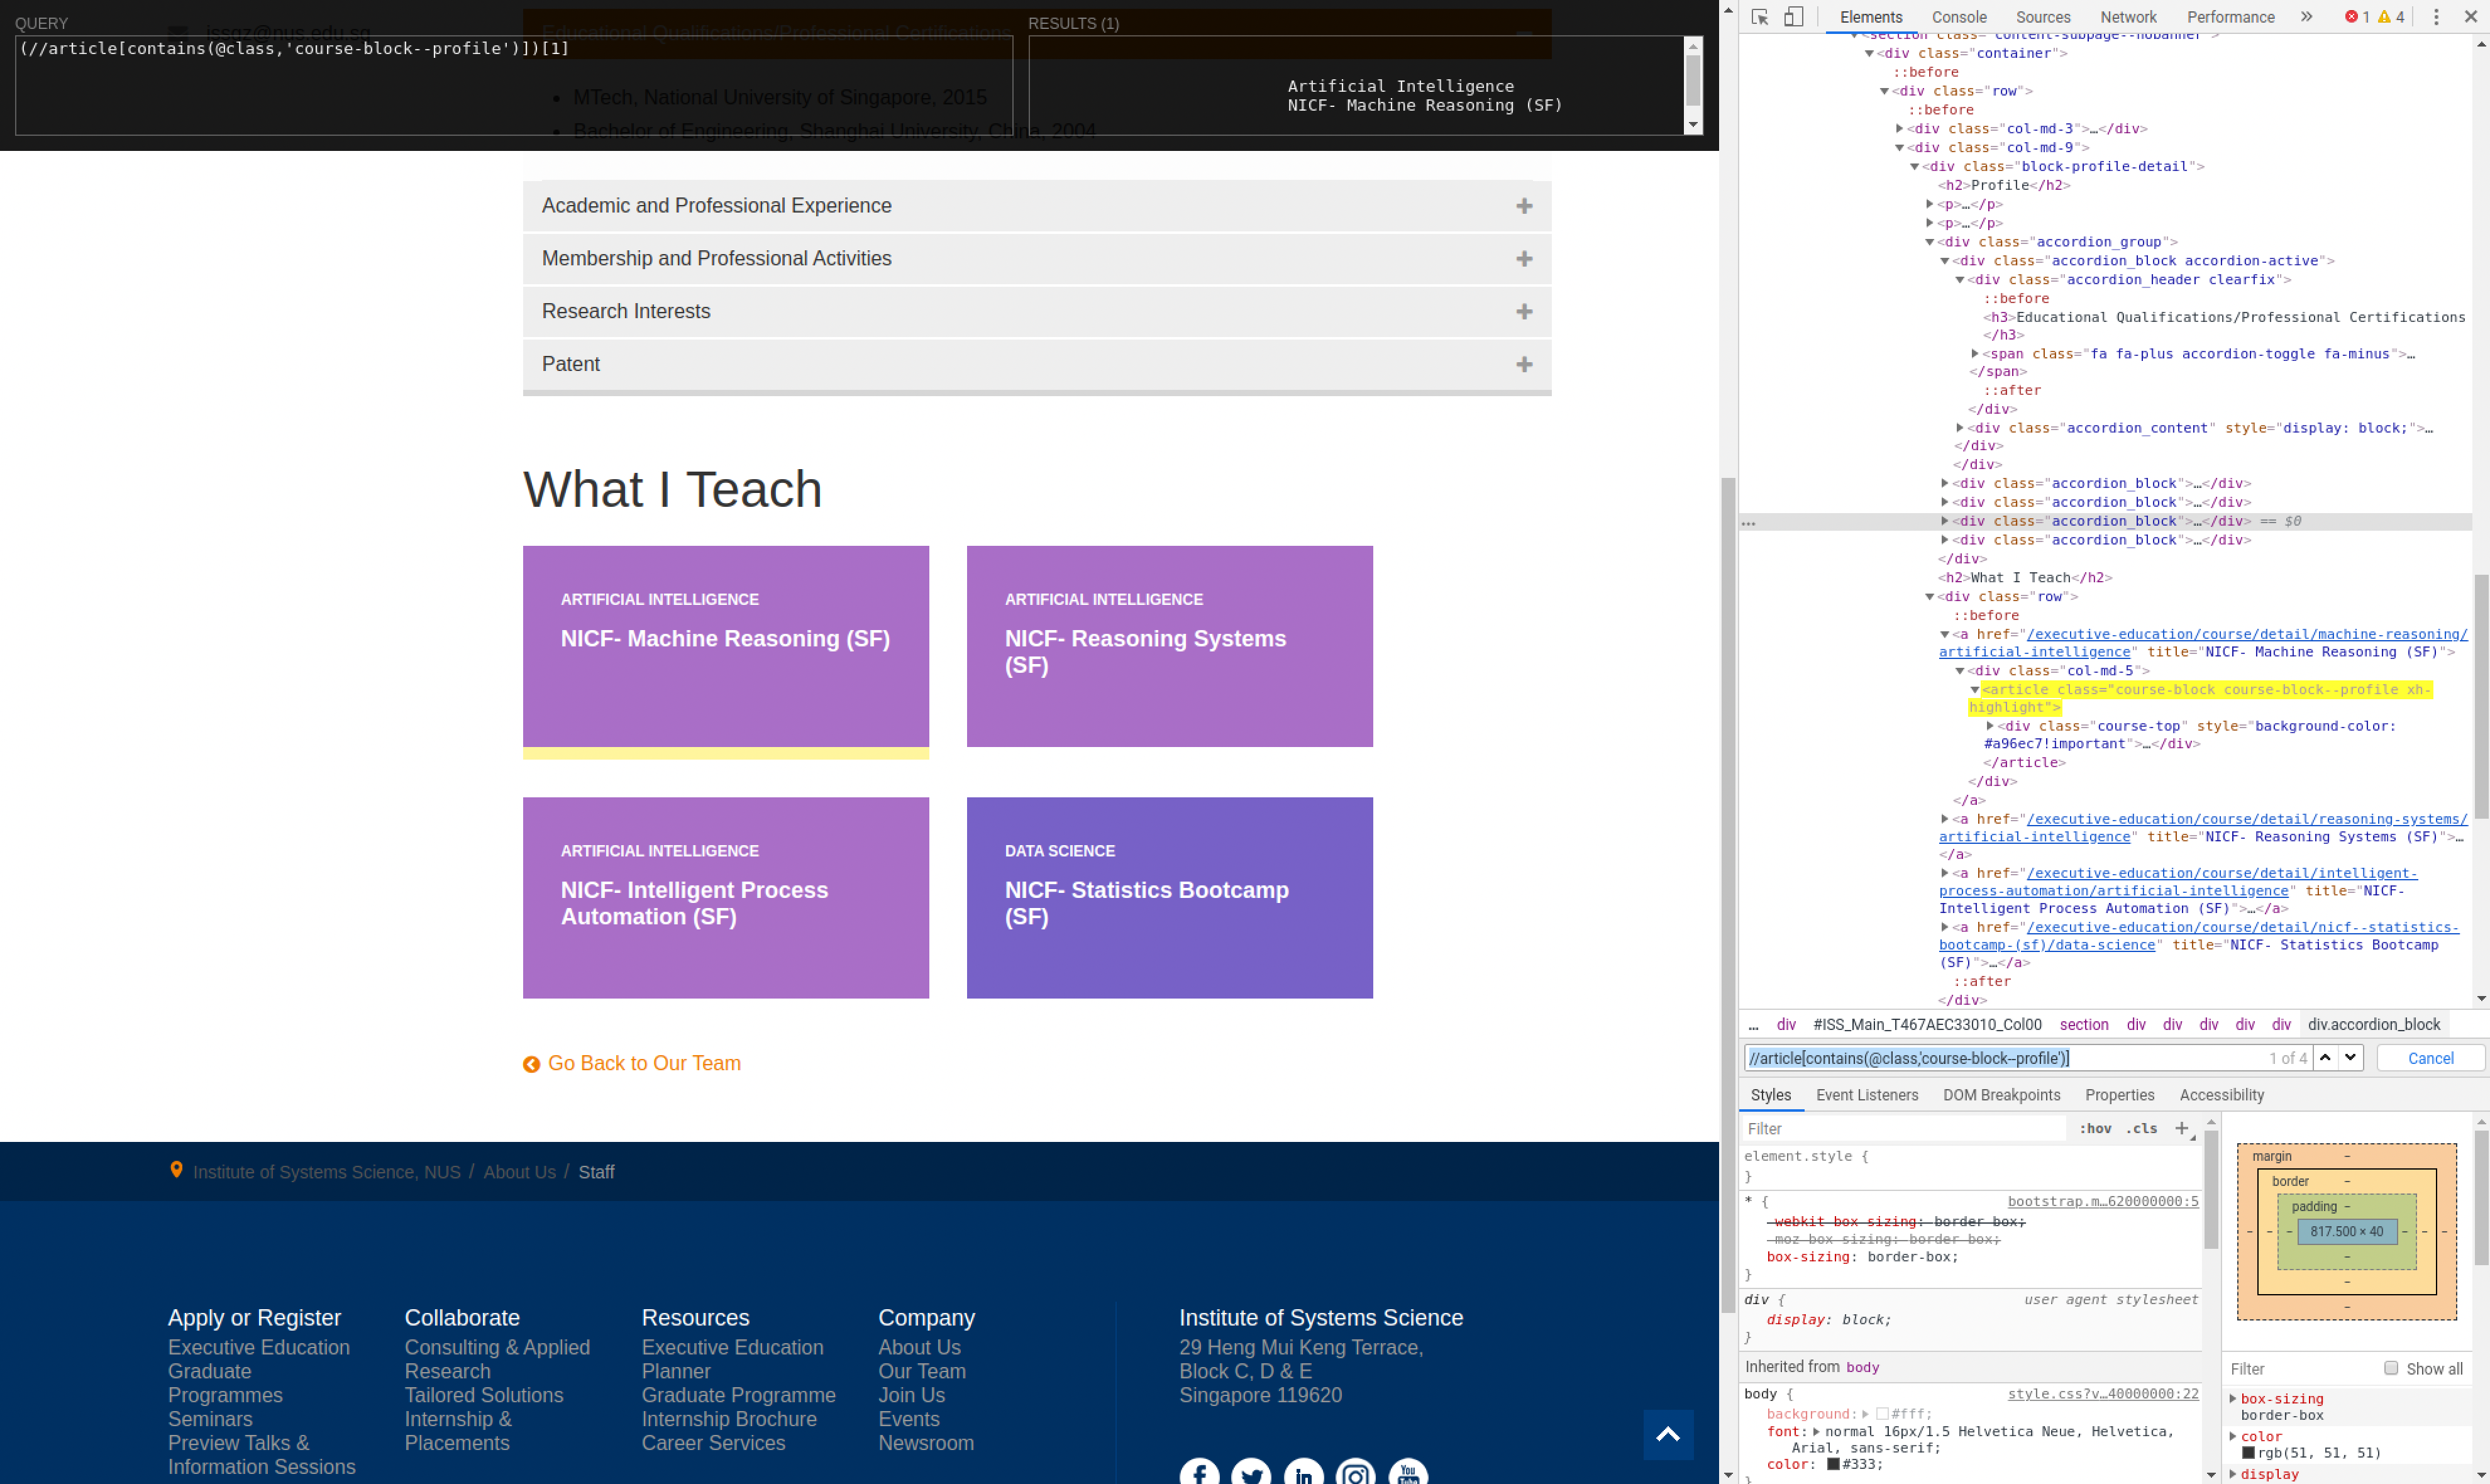 QUERY
(//article[contains(@class,'course-block--profile')])[1]
RESULTS (1)
Artificial Intelligence
NICF- Machine Reasoning (SF)
issgz@nus.edu.sg
Educational Qualifications/Professional Certifications
• MTech, National University of Singapore, 2015
• Bachelor of Engineering, Shanghai University, China, 2004
Academic and Professional Experience
Membership and Professional Activities
Research Interests
Patent
What I Teach
ARTIFICIAL INTELLIGENCE
NICF- Machine Reasoning (SF)
ARTIFICIAL INTELLIGENCE
NICF- Reasoning Systems
(SF)
ARTIFICIAL INTELLIGENCE
NICF- Intelligent Process
Automation (SF)
DATA SCIENCE
NICF- Statistics Bootcamp
(SF)
Go Back to Our Team
Institute of Systems Science, NUS / About Us / Staff
Apply or Register
Executive Education
Graduate
Programmes
Seminars
Preview Talks &
Information Sessions
Collaborate
Consulting & Applied
Research
Tailored Solutions
Internship &
Placements
Resources
Executive Education
Planner
Graduate Programme
Internship Brochure
Career Services
Company
About Us
Our Team
Join Us
Events
Newsroom
Institute of Systems Science
29 Heng Mui Keng Terrace,
Block C, D & E
Singapore 119620
You
Tube
Elements Console Sources Network Performance » 1 4
<section class="content-subpage--nobanner">
<div class="container">
::before
<div class="row">
::before
<div class="col-md-3">…</div>
<div class="col-md-9">
<div class="block-profile-detail">
<h2>Profile</h2>
<p>…</p>
<p>…</p>
<div class="accordion_group">
<div class="accordion_block accordion-active">
<div class="accordion_header clearfix">
::before
<h3>Educational Qualifications/Professional Certifications
</h3>
<span class="fa fa-plus accordion-toggle fa-minus">…
</span>
::after
</div>
<div class="accordion_content" style="display: block;">…
</div>
</div>
<div class="accordion_block">…</div>
<div class="accordion_block">…</div>
<div class="accordion_block">…</div> == $0
<div class="accordion_block">…</div>
</div>
<h2>What I Teach</h2>
<div class="row">
::before
<a href="/executive-education/course/detail/machine-reasoning/
artificial-intelligence" title="NICF- Machine Reasoning (SF)">
<div class="col-md-5">
<article class="course-block course-block--profile xh-
highlight">
<div class="course-top" style="background-color:
#a96ec7!important">…</div>
</article>
</div>
</a>
<a href="/executive-education/course/detail/reasoning-systems/
artificial-intelligence" title="NICF- Reasoning Systems (SF)">…
</a>
<a href="/executive-education/course/detail/intelligent-
process-automation/artificial-intelligence" title="NICF-
Intelligent Process Automation (SF)">…</a>
<a href="/executive-education/course/detail/nicf--statistics-
bootcamp-(sf)/data-science" title="NICF- Statistics Bootcamp
(SF)">…</a>
::after
</div>
… div #ISS_Main_T467AEC33010_Col00 section div div div div div div.accordion_block
//article[contains(@class,'course-block--profile')] 1 of 4 Cancel
Styles Event Listeners DOM Breakpoints Properties Accessibility
Filter :hov .cls +
element.style {
}
* { bootstrap.m…620000000:5
-webkit-box-sizing: border-box;
-moz-box-sizing: border-box;
box-sizing: border-box;
}
div { user agent stylesheet
display: block;
}
Inherited from body
body { style.css?v…40000000:22
background: #fff;
font: normal 16px/1.5 Helvetica Neue, Helvetica,
Arial, sans-serif;
color: #333;
}
margin –
border –
padding –
– – – 817.500 × 40 – – –
–
–
–
Filter Show all
box-sizing
border-box
color
rgb(51, 51, 51)
display